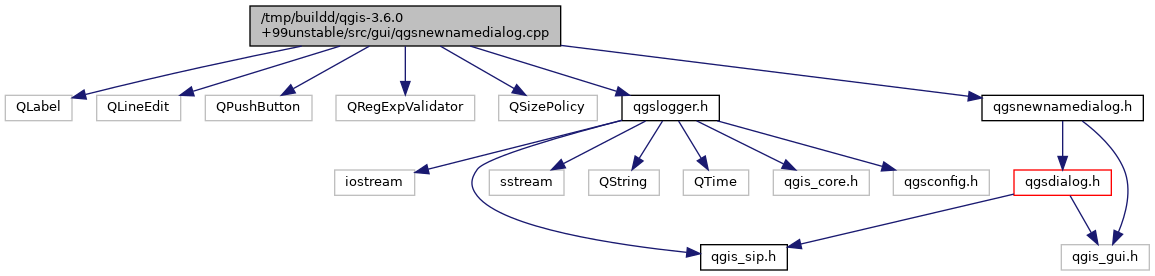 /tmp/buildd/qgis-3.6.0
+99unstable/src/gui/qgsnewnamedialog.cpp
QLabel
QLineEdit
QPushButton
QRegExpValidator
QSizePolicy
qgslogger.h
qgsnewnamedialog.h
iostream
sstream
QString
QTime
qgis_core.h
qgsconfig.h
qgsdialog.h
qgis_sip.h
qgis_gui.h